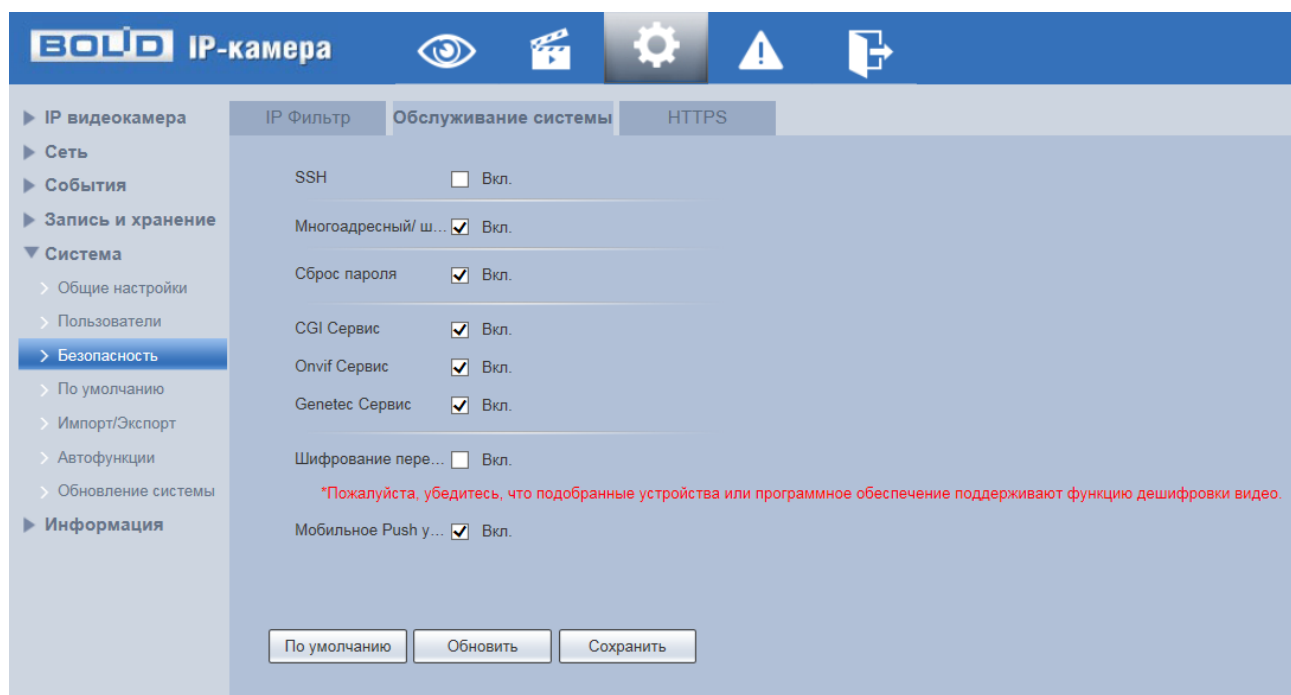 BOLID IP-камера
IP видеокамера
Сеть
События
Запись и хранение
Система
Общие настройки
Пользователи
Безопасность
По умолчанию
Импорт/Экспорт
Автофункции
Обновление системы
Информация
IP Фильтр Обслуживание системы HTTPS
SSH Вкл.
Многоадресный/ ш... Вкл.
Сброс пароля Вкл.
CGI Сервис Вкл.
Onvif Сервис Вкл.
Genetec Сервис Вкл.
Шифрование пере... Вкл.
*Пожалуйста, убедитесь, что подобранные устройства или программное обеспечение поддерживают функцию дешифровки видео.
Мобильное Push у... Вкл.
По умолчанию Обновить Сохранить